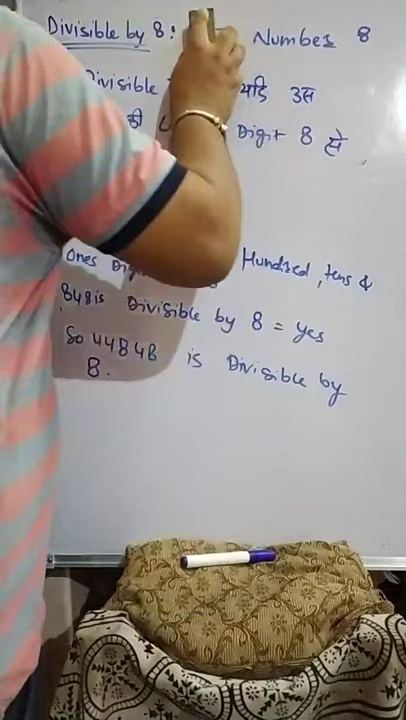 Divisible by 8: Number 8
Divisible यदि उस
की Digit 8 से
Ones Hundred, tens &
848 is Divisible by 8 = yes
So 44848 is Divisible by
8.